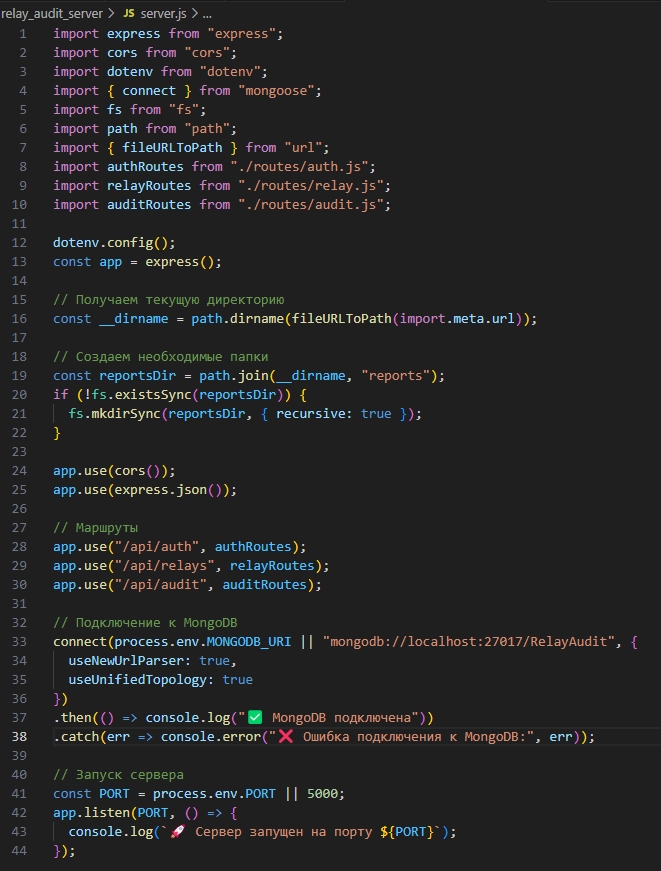 relay_audit_server > JS server.js > ...
1 import express from "express";
2 import cors from "cors";
3 import dotenv from "dotenv";
4 import { connect } from "mongoose";
5 import fs from "fs";
6 import path from "path";
7 import { fileURLToPath } from "url";
8 import authRoutes from "./routes/auth.js";
9 import relayRoutes from "./routes/relay.js";
10 import auditRoutes from "./routes/audit.js";
11
12 dotenv.config();
13 const app = express();
14
15 // Получаем текущую директорию
16 const __dirname = path.dirname(fileURLToPath(import.meta.url));
17
18 // Создаем необходимые папки
19 const reportsDir = path.join(__dirname, "reports");
20 if (!fs.existsSync(reportsDir)) {
21   fs.mkdirSync(reportsDir, { recursive: true });
22 }
23
24 app.use(cors());
25 app.use(express.json());
26
27 // Маршруты
28 app.use("/api/auth", authRoutes);
29 app.use("/api/relays", relayRoutes);
30 app.use("/api/audit", auditRoutes);
31
32 // Подключение к MongoDB
33 connect(process.env.MONGODB_URI || "mongodb://localhost:27017/RelayAudit", {
34   useNewUrlParser: true,
35   useUnifiedTopology: true
36 })
37 .then(() => console.log("✅ MongoDB подключена"))
38 .catch(err => console.error("❌ Ошибка подключения к MongoDB:", err));
39
40 // Запуск сервера
41 const PORT = process.env.PORT || 5000;
42 app.listen(PORT, () => {
43   console.log(`🚀 Сервер запущен на порту ${PORT}`);
44 });